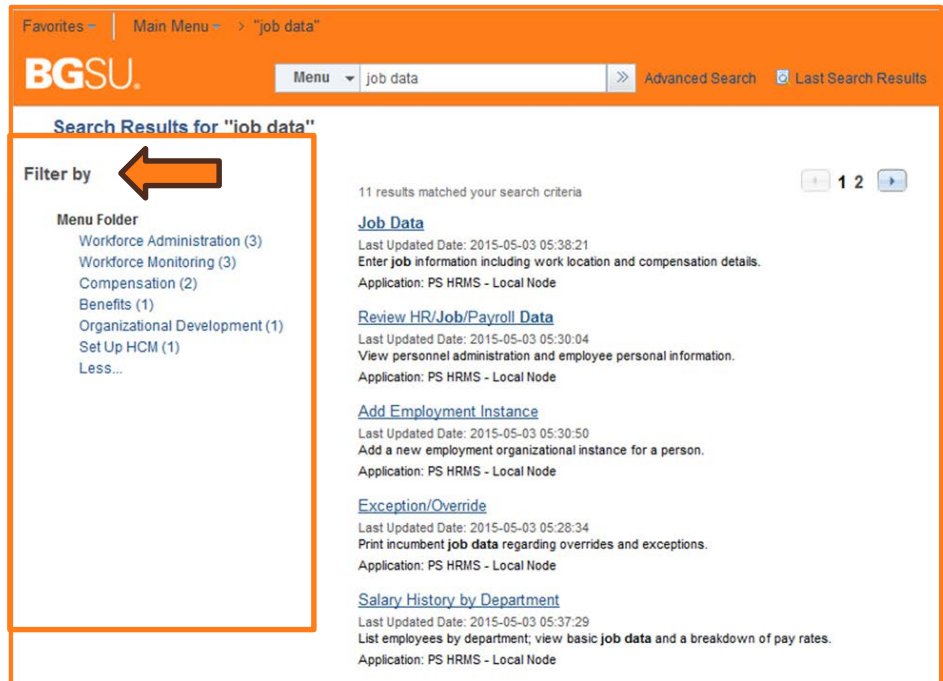 Favorites Main Menu > "job data"
BGSU. Menu job data >> Advanced Search Last Search Results
Search Results for "job data"
Filter by
Menu Folder
Workforce Administration (3)
Workforce Monitoring (3)
Compensation (2)
Benefits (1)
Organizational Development (1)
Set Up HCM (1)
Less...
11 results matched your search criteria
1 2
Job Data
Last Updated Date: 2015-05-03 05:38:21
Enter job information including work location and compensation details.
Application: PS HRMS - Local Node
Review HR/Job/Payroll Data
Last Updated Date: 2015-05-03 05:30:04
View personnel administration and employee personal information.
Application: PS HRMS - Local Node
Add Employment Instance
Last Updated Date: 2015-05-03 05:30:50
Add a new employment organizational instance for a person.
Application: PS HRMS - Local Node
Exception/Override
Last Updated Date: 2015-05-03 05:28:34
Print incumbent job data regarding overrides and exceptions.
Application: PS HRMS - Local Node
Salary History by Department
Last Updated Date: 2015-05-03 05:37:29
List employees by department; view basic job data and a breakdown of pay rates.
Application: PS HRMS - Local Node